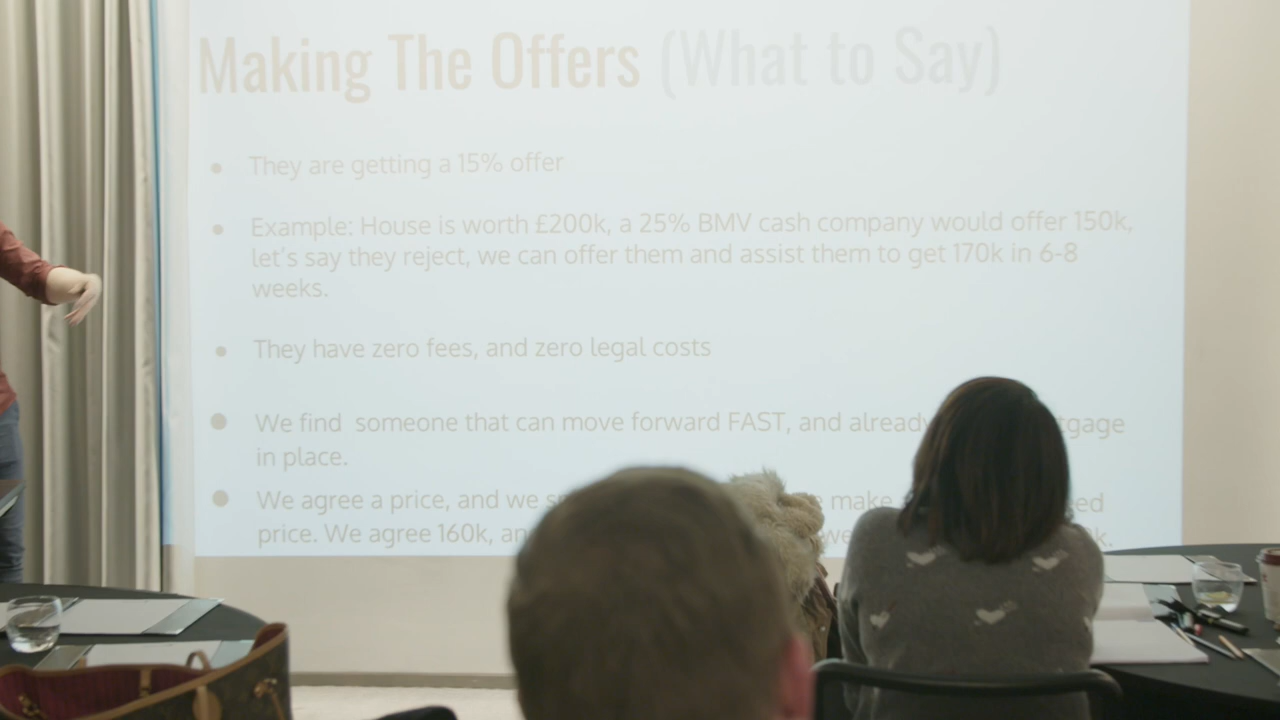 Making The Offers (What to Say)
They are getting a 15% offer
Example: House is worth £200k, a 25% BMV cash company would offer 150k,
let's say they reject, we can offer them and assist them to get 170k in 6-8
weeks.
They have zero fees, and zero legal costs
We find someone that can move forward FAST, and already
in place.
We agree a price, and we make
price. We agree 160k,